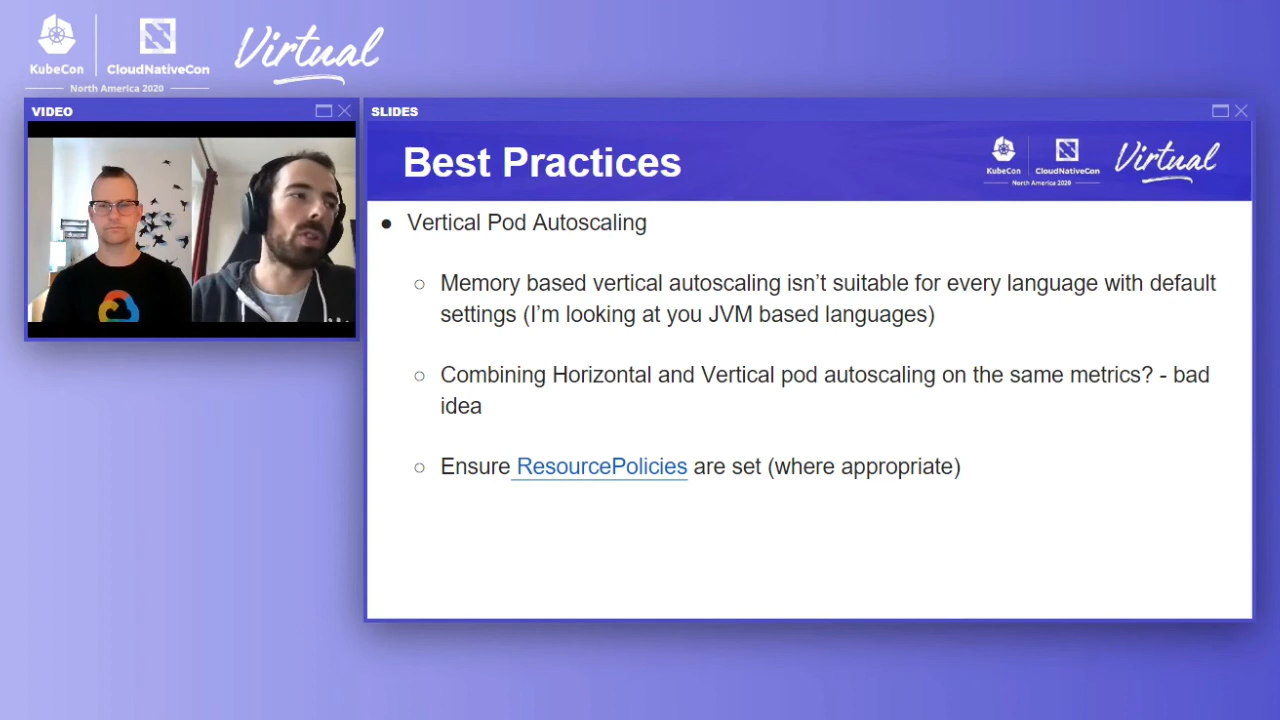 KubeCon
CloudNativeCon
Virtual
North America 2020
VIDEO
SLIDES
Best Practices
KubeCon
CloudNativeCon
Virtual
North America 2020
● Vertical Pod Autoscaling
○ Memory based vertical autoscaling isn't suitable for every language with default
settings (I'm looking at you JVM based languages)
○ Combining Horizontal and Vertical pod autoscaling on the same metrics? - bad
idea
○ Ensure ResourcePolicies are set (where appropriate)